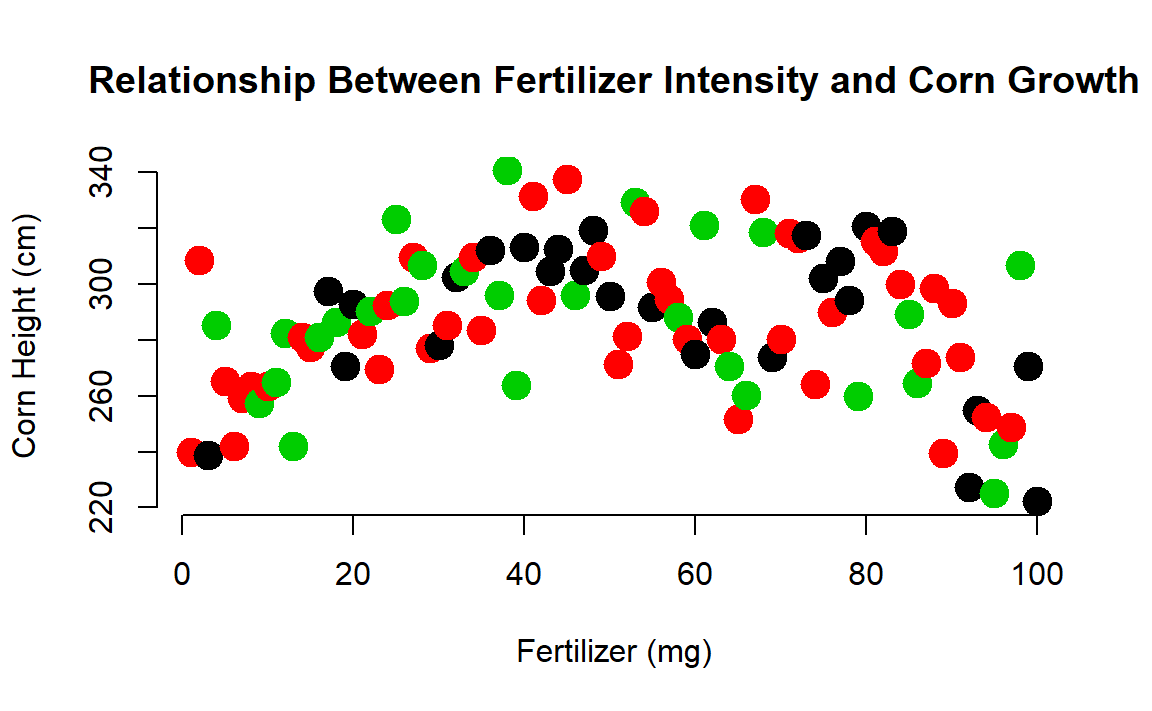 Relationship Between Fertilizer Intensity and Corn Growth
Corn Height (cm)
340
300
260
220
0 20 40 60 80 100
Fertilizer (mg)